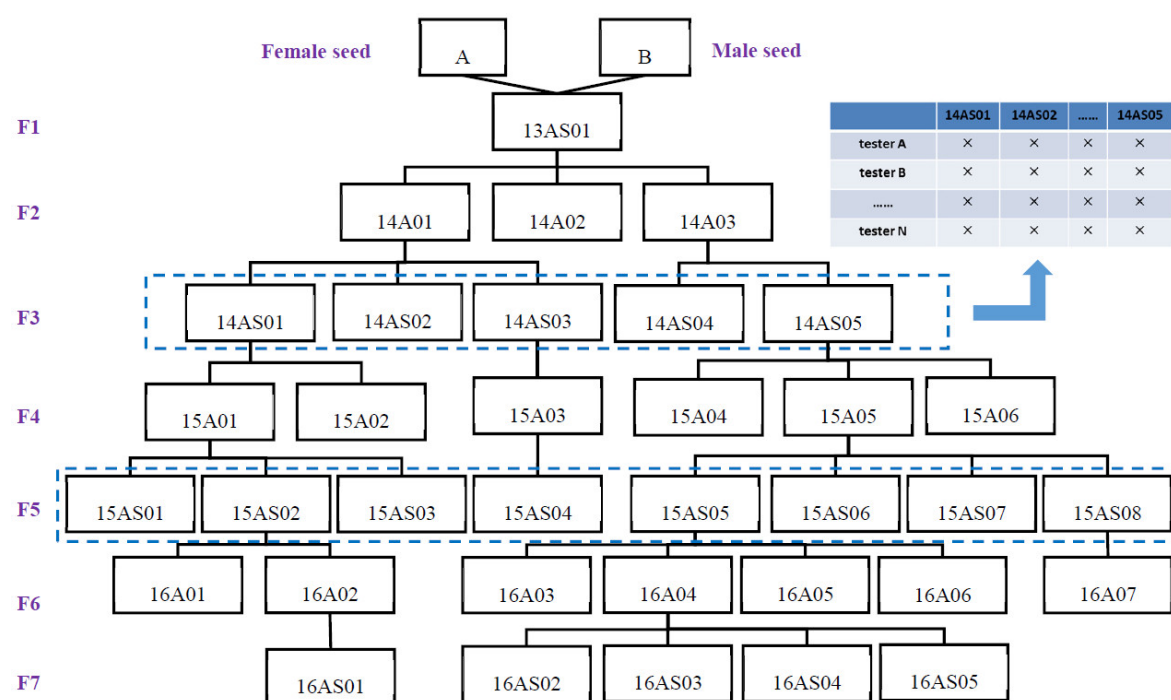 Female seed
A
B
Male seed
F1
13AS01
14AS01 14AS02 ...... 14AS05
tester A × × × ×
tester B × × × ×
...... × × × ×
tester N × × × ×
F2
14A01 14A02 14A03
F3
14AS01 14AS02 14AS03 14AS04 14AS05
F4
15A01 15A02 15A03 15A04 15A05 15A06
F5
15AS01 15AS02 15AS03 15AS04 15AS05 15AS06 15AS07 15AS08
F6
16A01 16A02 16A03 16A04 16A05 16A06 16A07
F7
16AS01 16AS02 16AS03 16AS04 16AS05